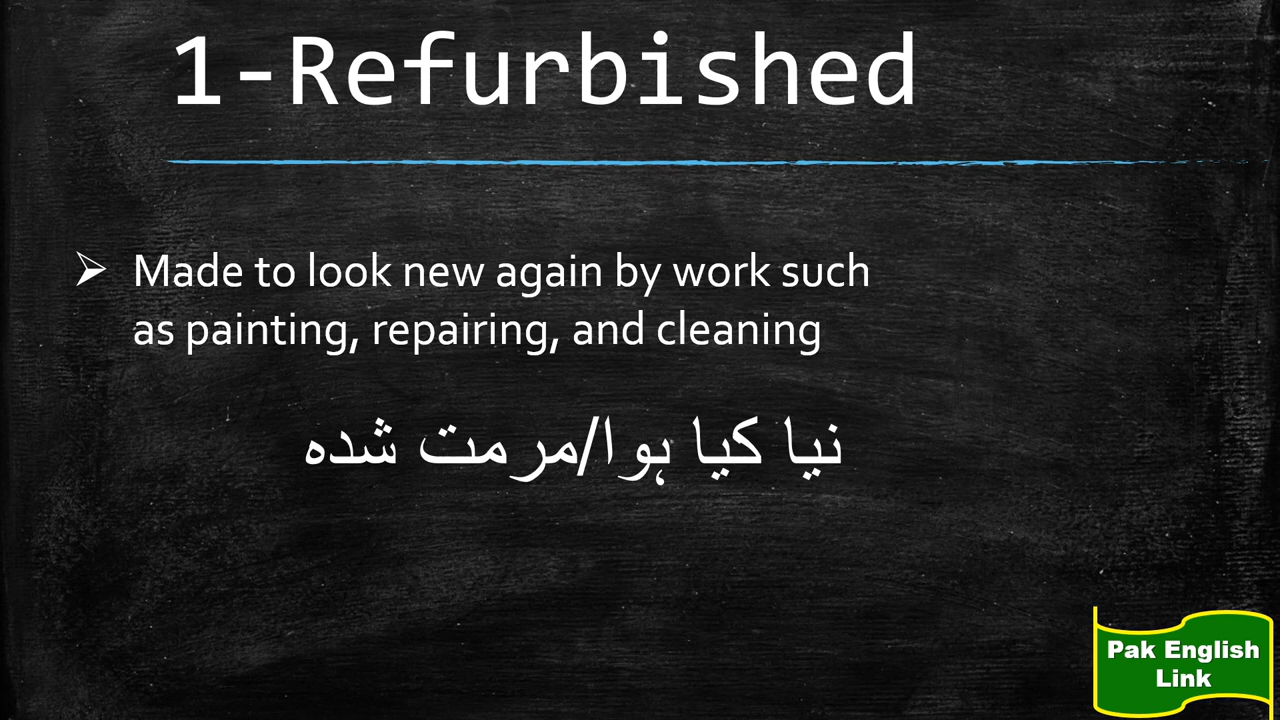 1-Refurbished
➢ Made to look new again by work such
as painting, repairing, and cleaning
نیا کیا ہوا/مرمت شدہ
Pak English
Link